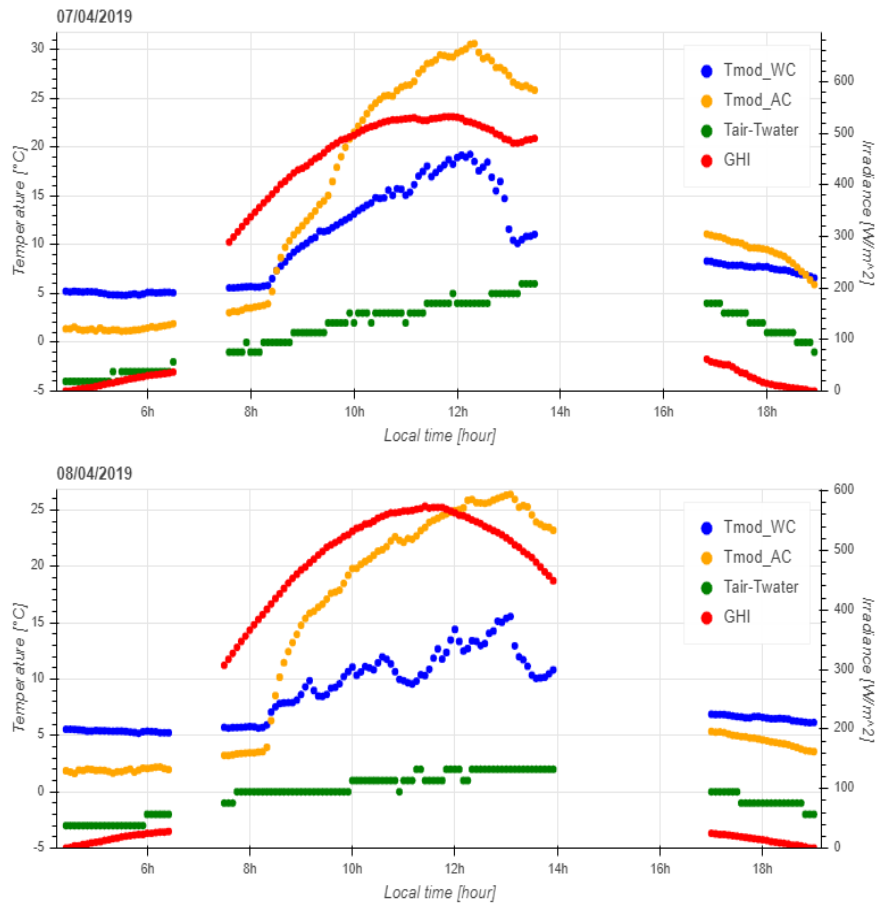 07/04/2019
30
25
20
15
10
5
0
-5
Temperature [°C]
600
500
400
300
200
100
0
Irradiance [W/m^2]
Tmod_WC
Tmod_AC
Tair-Twater
GHI
6h 8h 10h 12h 14h 16h 18h
Local time [hour]
08/04/2019
25
20
15
10
5
0
-5
Temperature [°C]
600
500
400
300
200
100
0
Irradiance [W/m^2]
Tmod_WC
Tmod_AC
Tair-Twater
GHI
6h 8h 10h 12h 14h 16h 18h
Local time [hour]